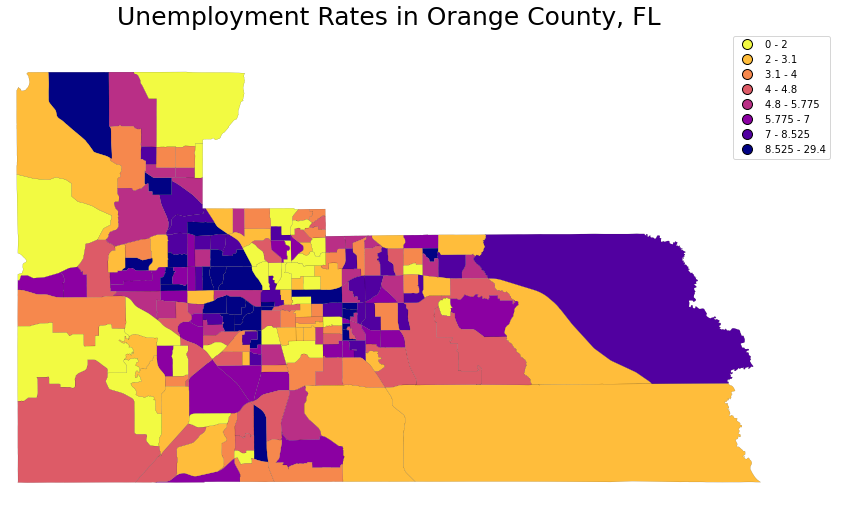 Unemployment Rates in Orange County, FL
0 - 2
2 - 3.1
3.1 - 4
4 - 4.8
4.8 - 5.775
5.775 - 7
7 - 8.525
8.525 - 29.4